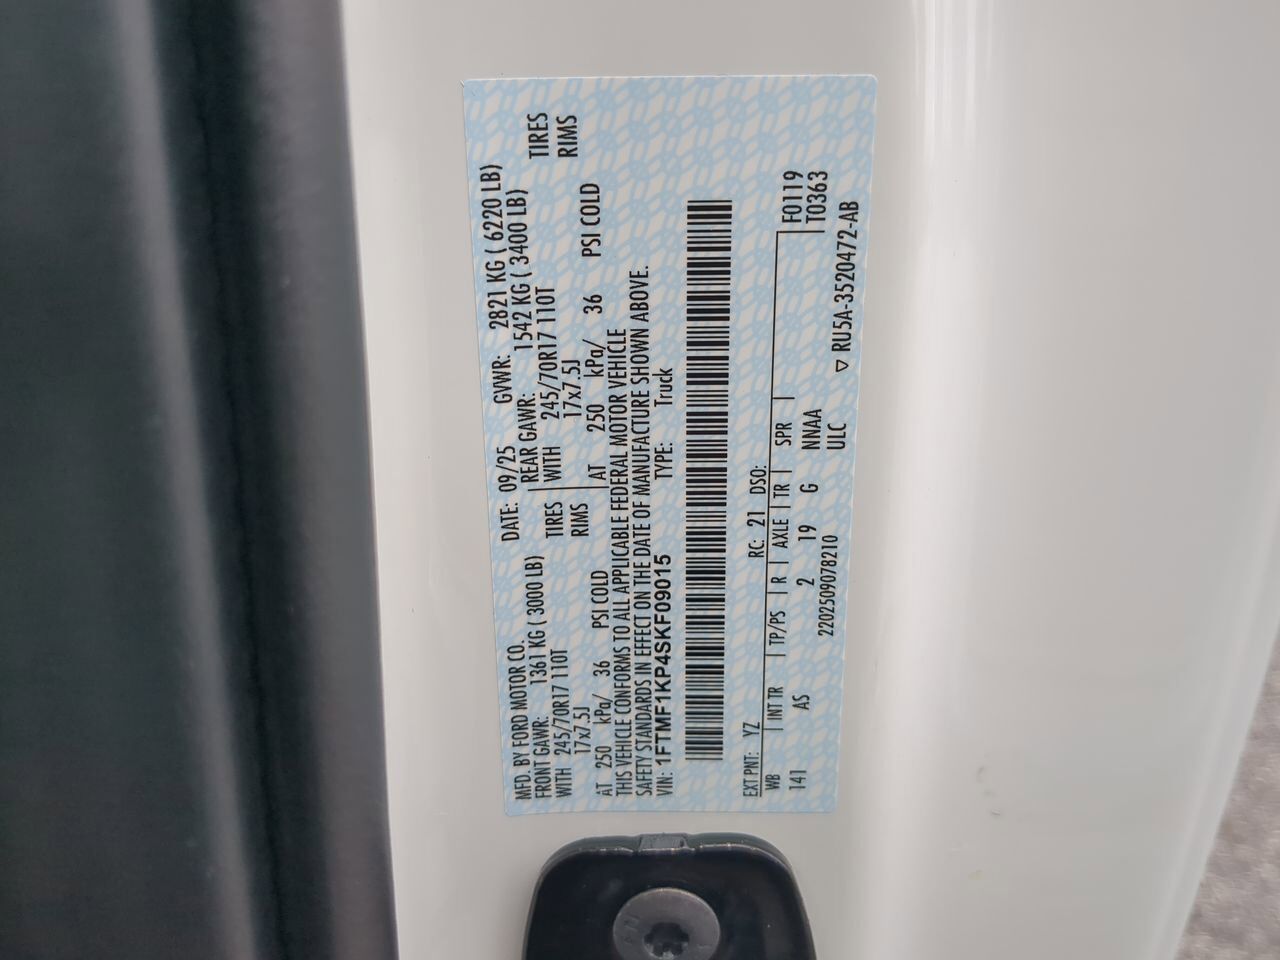 MFD. BY FORD MOTOR CO. DATE: 09/25 GVWR: 2821 KG ( 6220 LB)
FRONT GAWR: 1361 KG ( 3000 LB) REAR GAWR: 1542 KG ( 3400 LB)
WITH 245/70R17 110T TIRES WITH 245/70R17 110T TIRES
17x7.5J RIMS 17x7.5J RIMS
AT 250 kPa/ 36 PSI COLD AT 250 kPa/ 36 PSI COLD
THIS VEHICLE CONFORMS TO ALL APPLICABLE FEDERAL MOTOR VEHICLE
SAFETY STANDARDS IN EFFECT ON THE DATE OF MANUFACTURE SHOWN ABOVE.
VIN: 1FTMF1KP4SKF09015 TYPE: Truck
EXT PNT: YZ RC: 21 DSO:
WB INT TR TP/PS R AXLE TR SPR F0119
141 AS 2 19 G NNAA T0363
2202509078210 ULC ▽ RU5A-3520472-AB